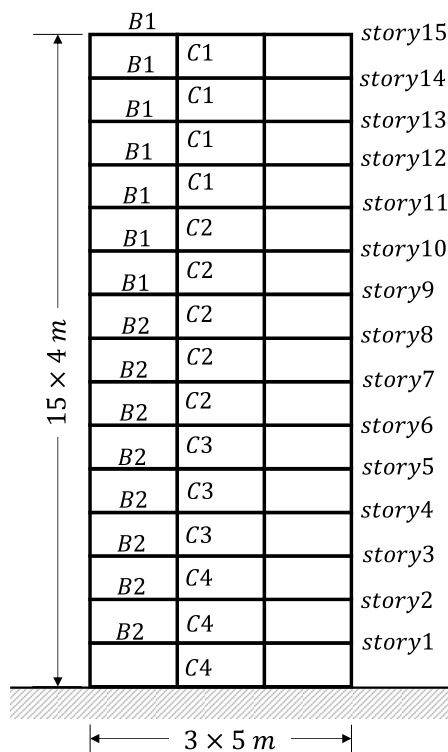 B1
story15
B1 C1
story14
B1 C1
story13
B1 C1
story12
B1 C1
story11
B1 C2
story10
B1 C2
story9
B2 C2
story8
B2 C2
story7
B2 C2
story6
B2 C3
story5
B2 C3
story4
B2 C3
story3
B2 C4
story2
B2 C4
story1
C4
15 × 4 m
3 × 5 m